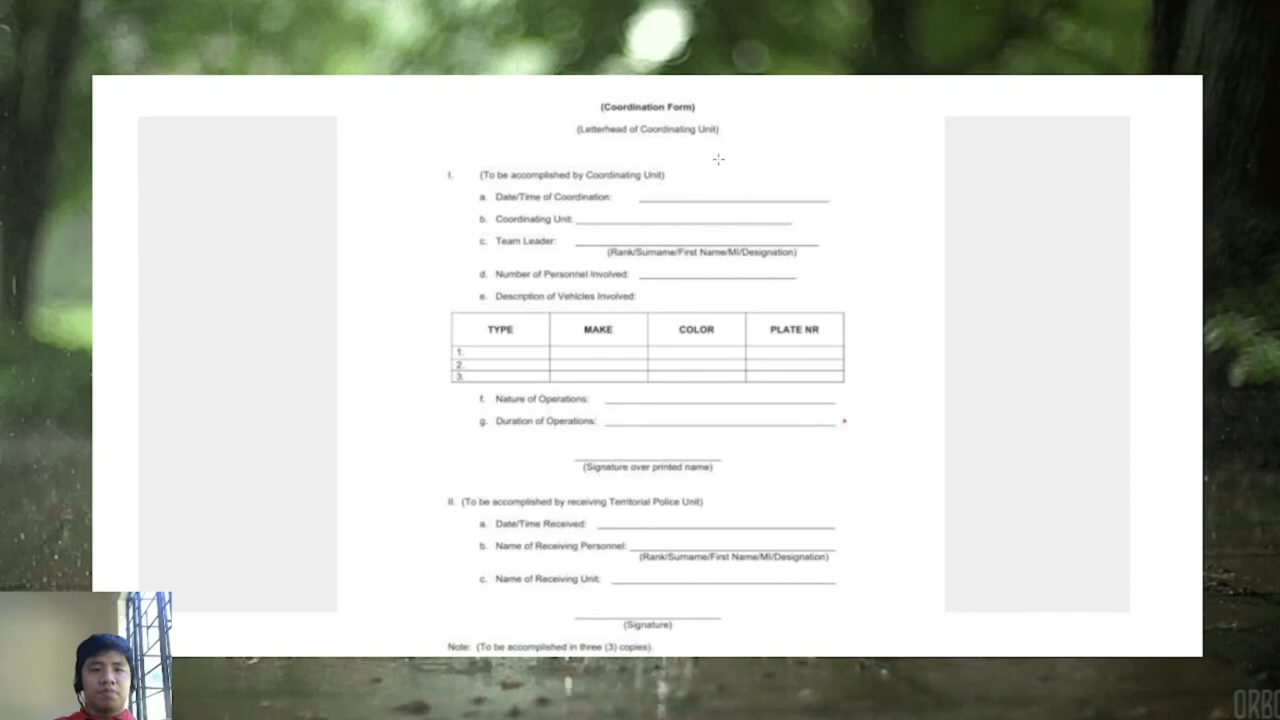 (Coordination Form)
(Letterhead of Coordinating Unit)
I. (To be accomplished by Coordinating Unit)
a. Date/Time of Coordination:
b. Coordinating Unit:
c. Team Leader:
(Rank/Surname/First Name/MI/Designation)
d. Number of Personnel Involved:
e. Description of Vehicles Involved:
TYPE MAKE COLOR PLATE NR
1.
2.
3.
f. Nature of Operations:
g. Duration of Operations:
(Signature over printed name)
II. (To be accomplished by receiving Territorial Police Unit)
a. Date/Time Received:
b. Name of Receiving Personnel:
(Rank/Surname/First Name/MI/Designation)
c. Name of Receiving Unit:
(Signature)
Note: (To be accomplished in three (3) copies).